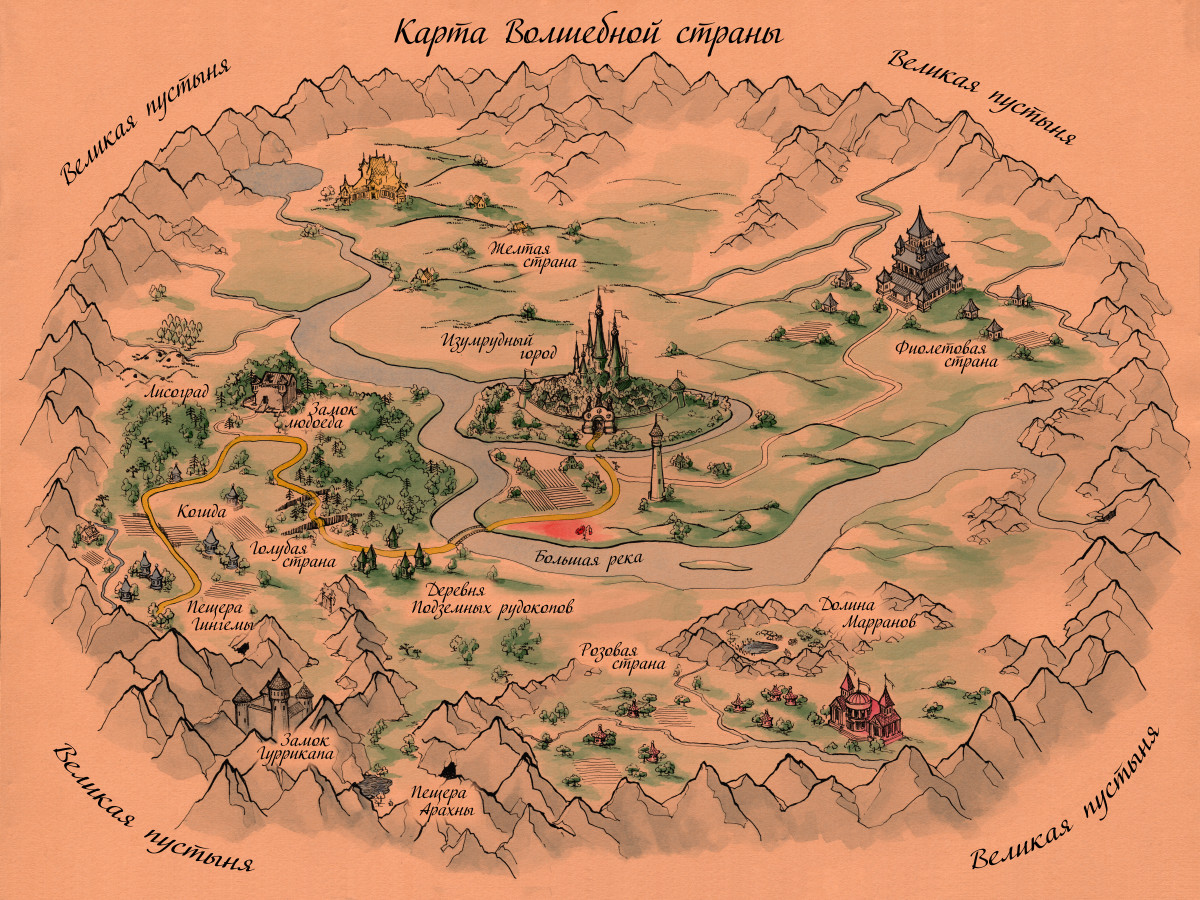 Карта Волшебной страны
Великая пустыня
Великая пустыня
Желтая
страна
Изумрудный
город
Фиолетовая
страна
Лисоград
Замок
людоеда
Когида
Голубая
страна
Большая река
Деревня
Подземных рудокопов
Пещера
Гингемы
Долина
Марранов
Розовая
страна
Замок
Гуррикапа
Пещера
Арахны
Великая пустыня
Великая пустыня